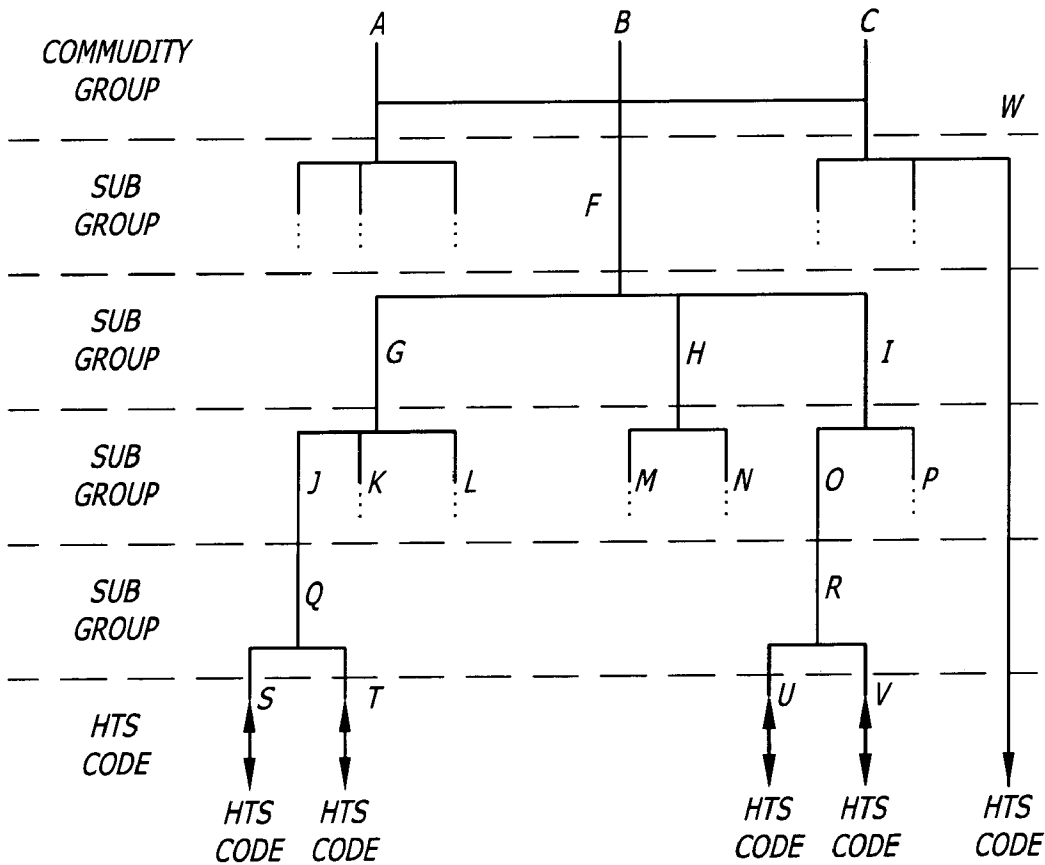 A B C
COMMUDITY
GROUP
W
SUB
GROUP
F
SUB
GROUP
G H I
SUB
GROUP
J K L M N O P
SUB
GROUP
Q R
S T U V
HTS
CODE
HTS HTS HTS HTS HTS
CODE CODE CODE CODE CODE